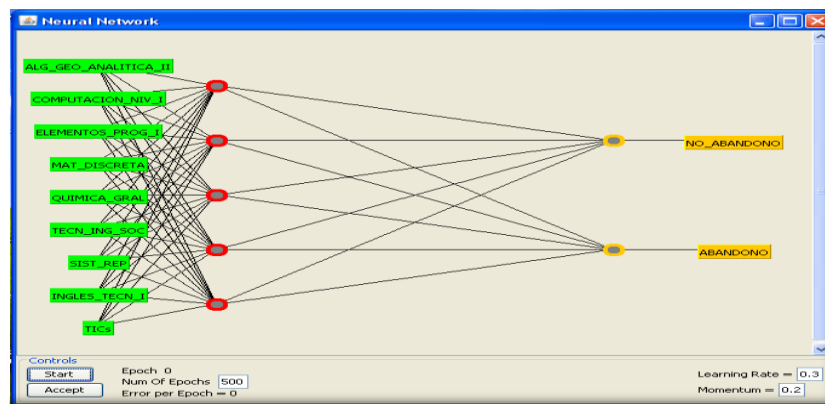 Neural Network
ALG_GEO_ANALITICA_II
COMPUTACION_NIV_I
ELEMENTOS_PROG_I
MAT_DISCRETA
QUIMICA_GRAL
TECN_ING_SOC
SIST_REP
INGLES_TECN_I
TICs
NO_ABANDONO
ABANDONO
Controls
Start
Accept
Epoch 0
Num Of Epochs 500
Error per Epoch = 0
Learning Rate = 0.3
Momentum = 0.2